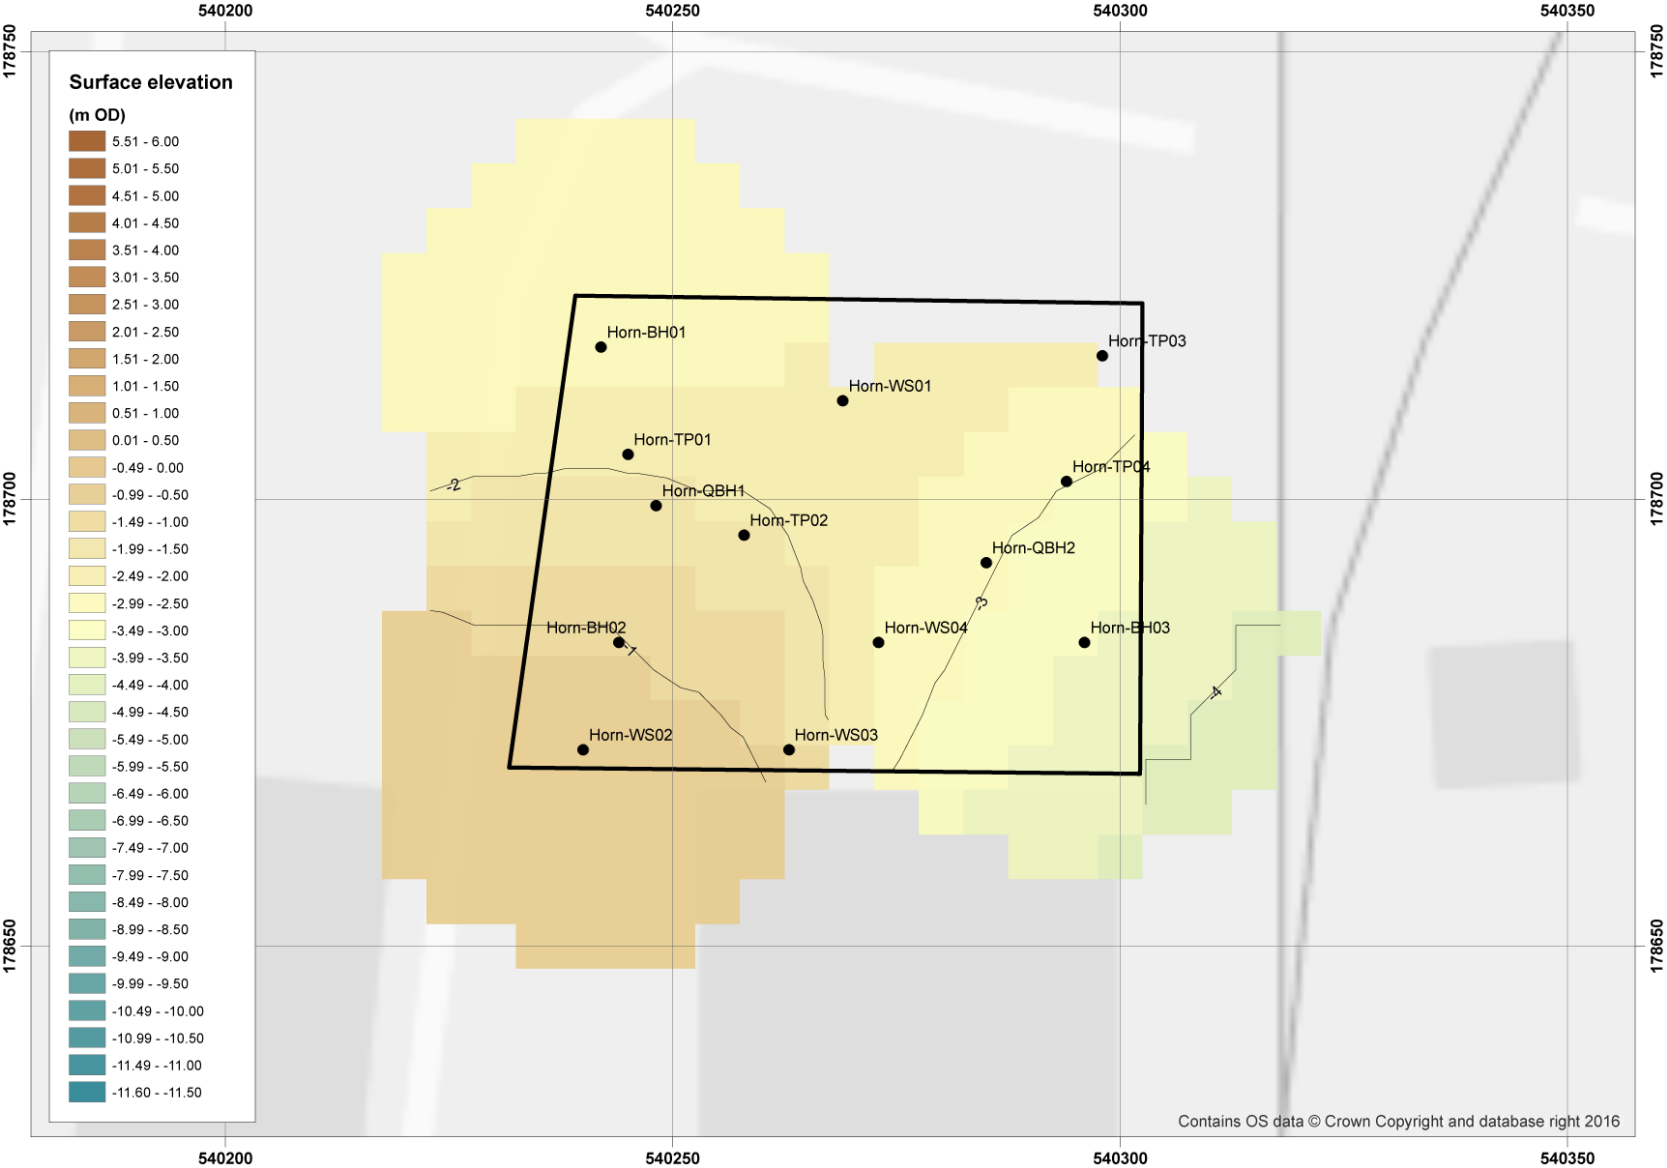 540200 540250 540300 540350
178750 178750
Surface elevation
(m OD)
5.51 - 6.00
5.01 - 5.50
4.51 - 5.00
4.01 - 4.50
3.51 - 4.00
3.01 - 3.50
2.51 - 3.00
2.01 - 2.50
1.51 - 2.00
1.01 - 1.50
0.51 - 1.00
0.01 - 0.50
-0.49 - 0.00
-0.99 - -0.50
-1.49 - -1.00
-1.99 - -1.50
-2.49 - -2.00
-2.99 - -2.50
-3.49 - -3.00
-3.99 - -3.50
-4.49 - -4.00
-4.99 - -4.50
-5.49 - -5.00
-5.99 - -5.50
-6.49 - -6.00
-6.99 - -6.50
-7.49 - -7.00
-7.99 - -7.50
-8.49 - -8.00
-8.99 - -8.50
-9.49 - -9.00
-9.99 - -9.50
-10.49 - -10.00
-10.99 - -10.50
-11.49 - -11.00
-11.60 - -11.50
Horn-BH01
Horn-TP03
Horn-WS01
Horn-TP01
Horn-TP04
-2
Horn-QBH1
178700 178700
Horn-TP02
Horn-QBH2
-3
Horn-BH02
Horn-WS04
Horn-BH03
-1
-4
Horn-WS02
Horn-WS03
178650 178650
Contains OS data © Crown Copyright and database right 2016
540200 540250 540300 540350